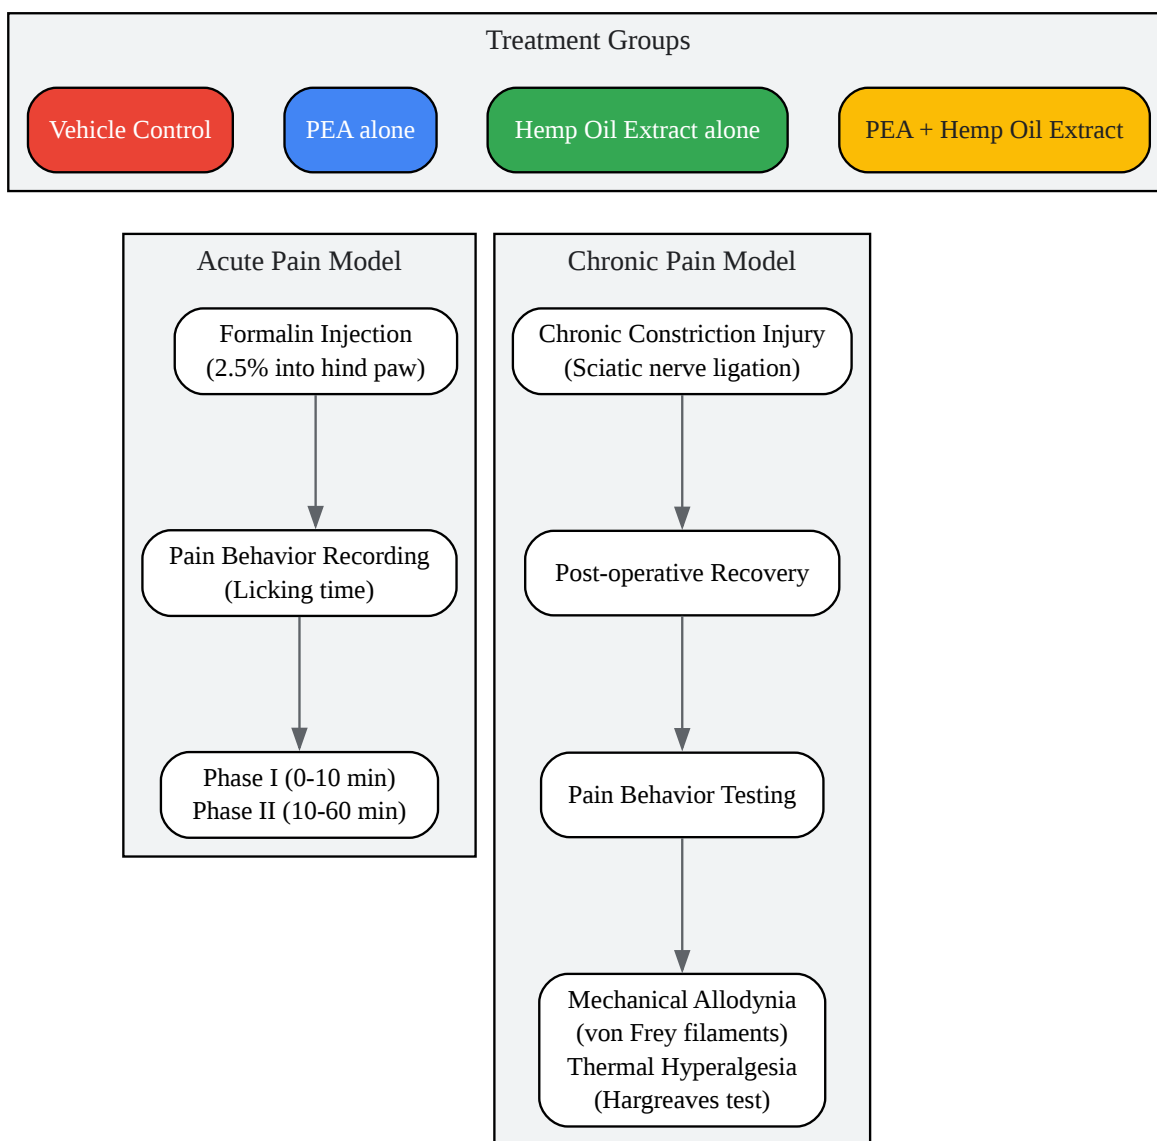 Treatment Groups
Vehicle Control
PEA alone
Hemp Oil Extract alone
PEA + Hemp Oil Extract
Acute Pain Model
Formalin Injection
(2.5% into hind paw)
Pain Behavior Recording
(Licking time)
Phase I (0-10 min)
Phase II (10-60 min)
Chronic Pain Model
Chronic Constriction Injury
(Sciatic nerve ligation)
Post-operative Recovery
Pain Behavior Testing
Mechanical Allodynia
(von Frey filaments)
Thermal Hyperalgesia
(Hargreaves test)